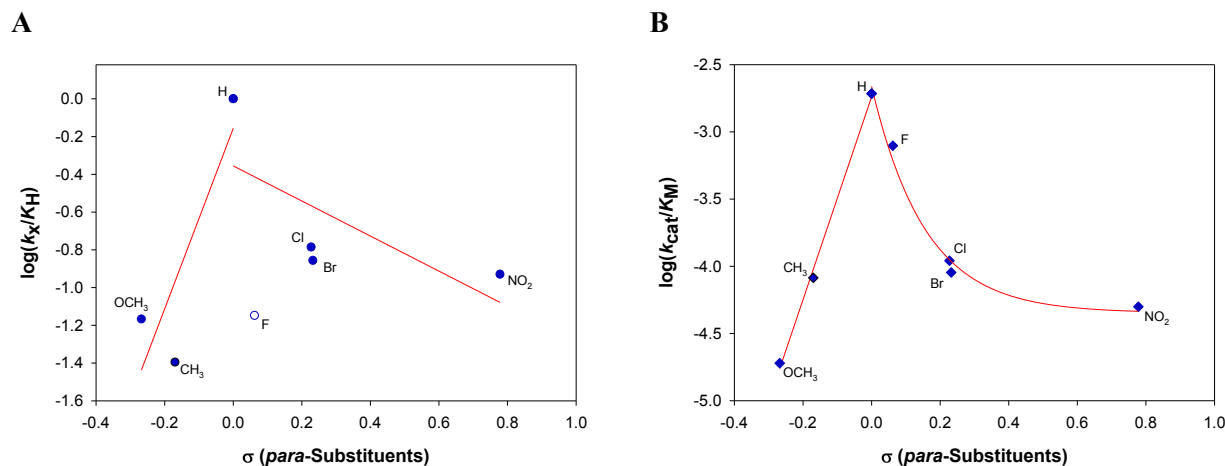 A
log(k_X/K_H)
0.0
-0.2
-0.4
-0.6
-0.8
-1.0
-1.2
-1.4
-1.6
H
Cl
Br
NO₂
OCH₃
F
CH₃
-0.4 -0.2 0.0 0.2 0.4 0.6 0.8 1.0
σ (para-Substituents)
B
log(k_cat/K_M)
-2.5
-3.0
-3.5
-4.0
-4.5
-5.0
H
F
CH₃
Cl
Br
NO₂
OCH₃
-0.4 -0.2 0.0 0.2 0.4 0.6 0.8 1.0
σ (para-Substituents)